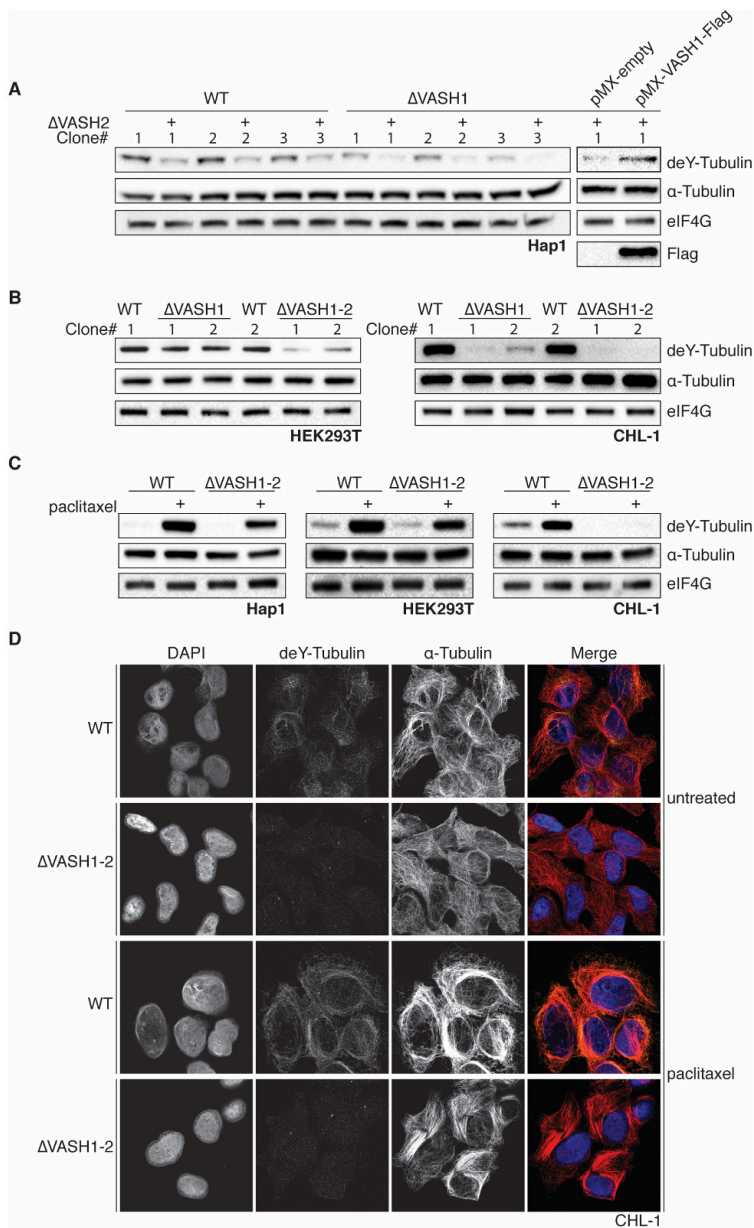 pMX-empty
pMX-VASH1-Flag
A
WT ΔVASH1
ΔVASH2 + + + + + + + +
Clone# 1 1 2 2 3 3 1 1 2 2 3 3 1 1
deY-Tubulin
α-Tubulin
eIF4G
Hap1
Flag
B
WT ΔVASH1 WT ΔVASH1-2 WT ΔVASH1 WT ΔVASH1-2
Clone# 1 1 2 2 1 2 Clone# 1 1 2 2 1 2
deY-Tubulin
α-Tubulin
eIF4G
HEK293T CHL-1
C
WT ΔVASH1-2 WT ΔVASH1-2 WT ΔVASH1-2
paclitaxel + + + + + +
deY-Tubulin
α-Tubulin
eIF4G
Hap1 HEK293T CHL-1
D
DAPI deY-Tubulin α-Tubulin Merge
WT
untreated
ΔVASH1-2
WT
paclitaxel
ΔVASH1-2
CHL-1